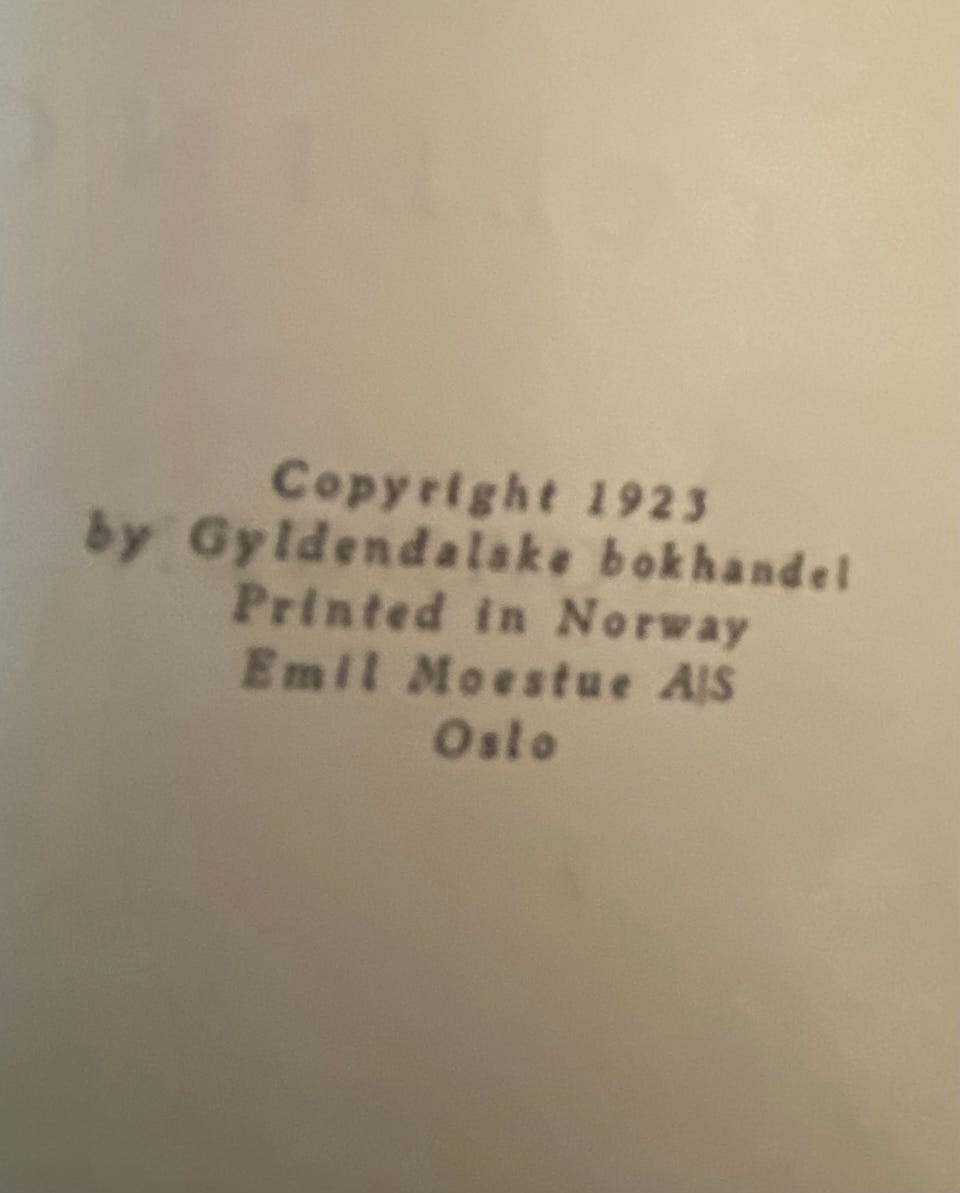 Copyright 1923
by Gyldendalske bokhandel
Printed in Norway
Emil Moestue A|S
Oslo